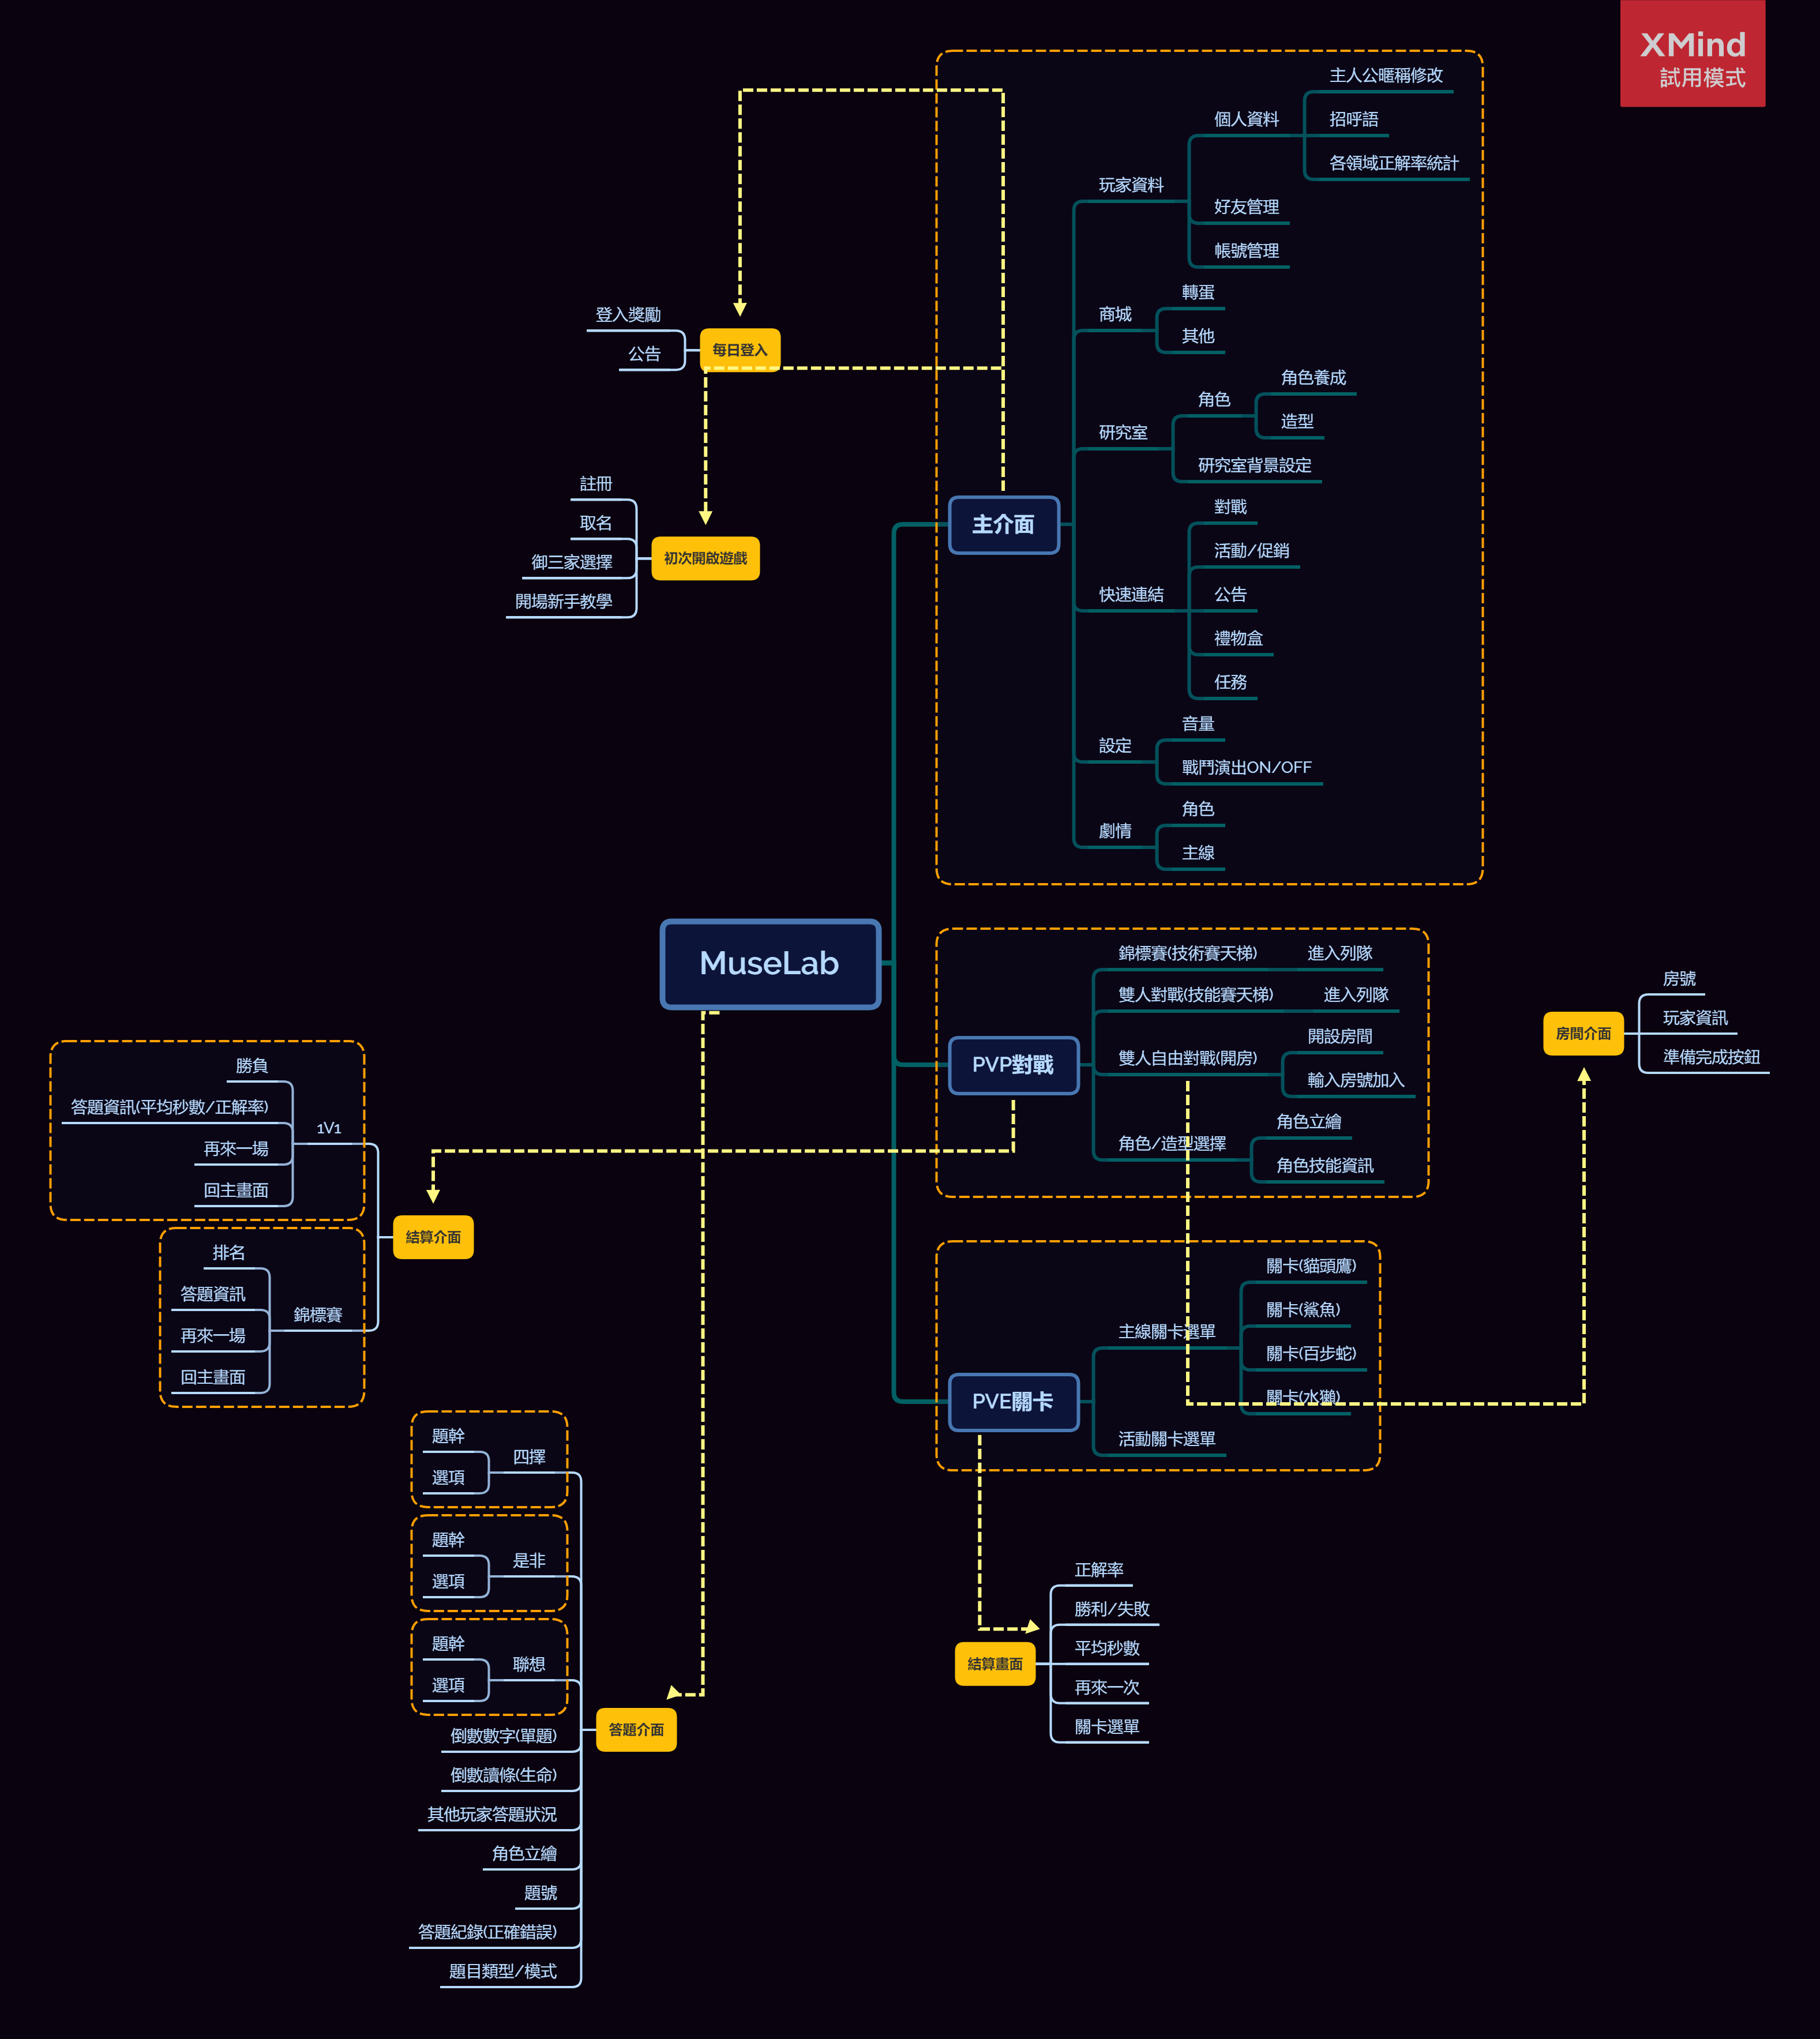 XMind
試用模式
主介面
玩家資料
個人資料
主人公暱稱修改
招呼語
各領域正解率統計
好友管理
帳號管理
商城
轉蛋
其他
研究室
角色
角色養成
造型
研究室背景設定
快速連結
對戰
活動/促銷
公告
禮物盒
任務
設定
音量
戰鬥演出ON/OFF
劇情
角色
主線
每日登入
登入獎勵
公告
初次開啟遊戲
註冊
取名
御三家選擇
開場新手教學
MuseLab
PVP對戰
錦標賽(技術賽天梯)
進入列隊
雙人對戰(技能賽天梯)
進入列隊
雙人自由對戰(開房)
開設房間
輸入房號加入
角色/造型選擇
角色立繪
角色技能資訊
房間介面
房號
玩家資訊
準備完成按鈕
PVE關卡
主線關卡選單
關卡(貓頭鷹)
關卡(鯊魚)
關卡(百步蛇)
關卡(水獺)
活動關卡選單
結算介面
1V1
勝負
答題資訊(平均秒數/正解率)
再來一場
回主畫面
錦標賽
排名
答題資訊
再來一場
回主畫面
結算畫面
正解率
勝利/失敗
平均秒數
再來一次
關卡選單
答題介面
四擇
題幹
選項
是非
題幹
選項
聯想
題幹
選項
倒數數字(單題)
倒數讀條(生命)
其他玩家答題狀況
角色立繪
題號
答題紀錄(正確錯誤)
題目類型/模式